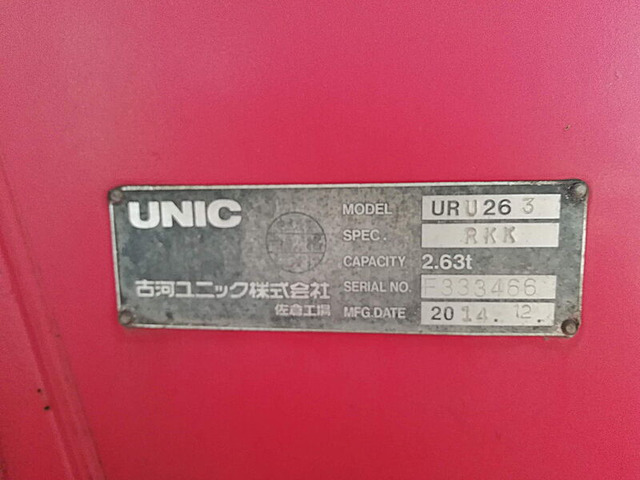 UNIC
MODEL URU263
SPEC. RKK
CAPACITY 2.63t
古河ユニック株式会社
SERIAL NO. F333466
佐倉工場
MFG.DATE 2014.12.